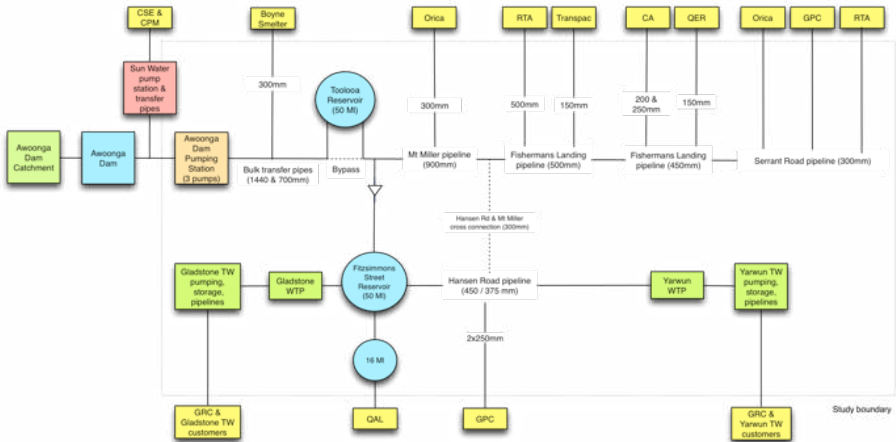 CSE &
CPM
Boyne
Smelter
Orica
RTA
Transpac
CA
QER
Orica
GPC
RTA
Sun Water
pump
station &
transfer
pipes
300mm
Toolooa
Reservoir
(50 Ml)
300mm
500mm
150mm
200 &
250mm
150mm
Awoonga
Dam
Catchment
Awoonga
Dam
Awoonga
Dam
Pumping
Station
(3 pumps)
Bulk transfer pipes
(1440 & 700mm)
Bypass
Mt Miller pipeline
(900mm)
Fishermans Landing
pipeline (500mm)
Fishermans Landing
pipeline (450mm)
Serrant Road pipeline (300mm)
Hansen Rd & Mt Miller
cross connection (300mm)
Gladstone TW
pumping,
storage,
pipelines
Gladstone
WTP
Fitzsimmons
Street
Reservoir
(50 Ml)
Hansen Road pipeline
(450 / 375 mm)
Yarwun
WTP
Yarwun TW
pumping,
storage,
pipelines
2x250mm
16 Ml
GRC &
Gladstone TW
customers
QAL
GPC
GRC &
Yarwun TW
customers
Study boundary